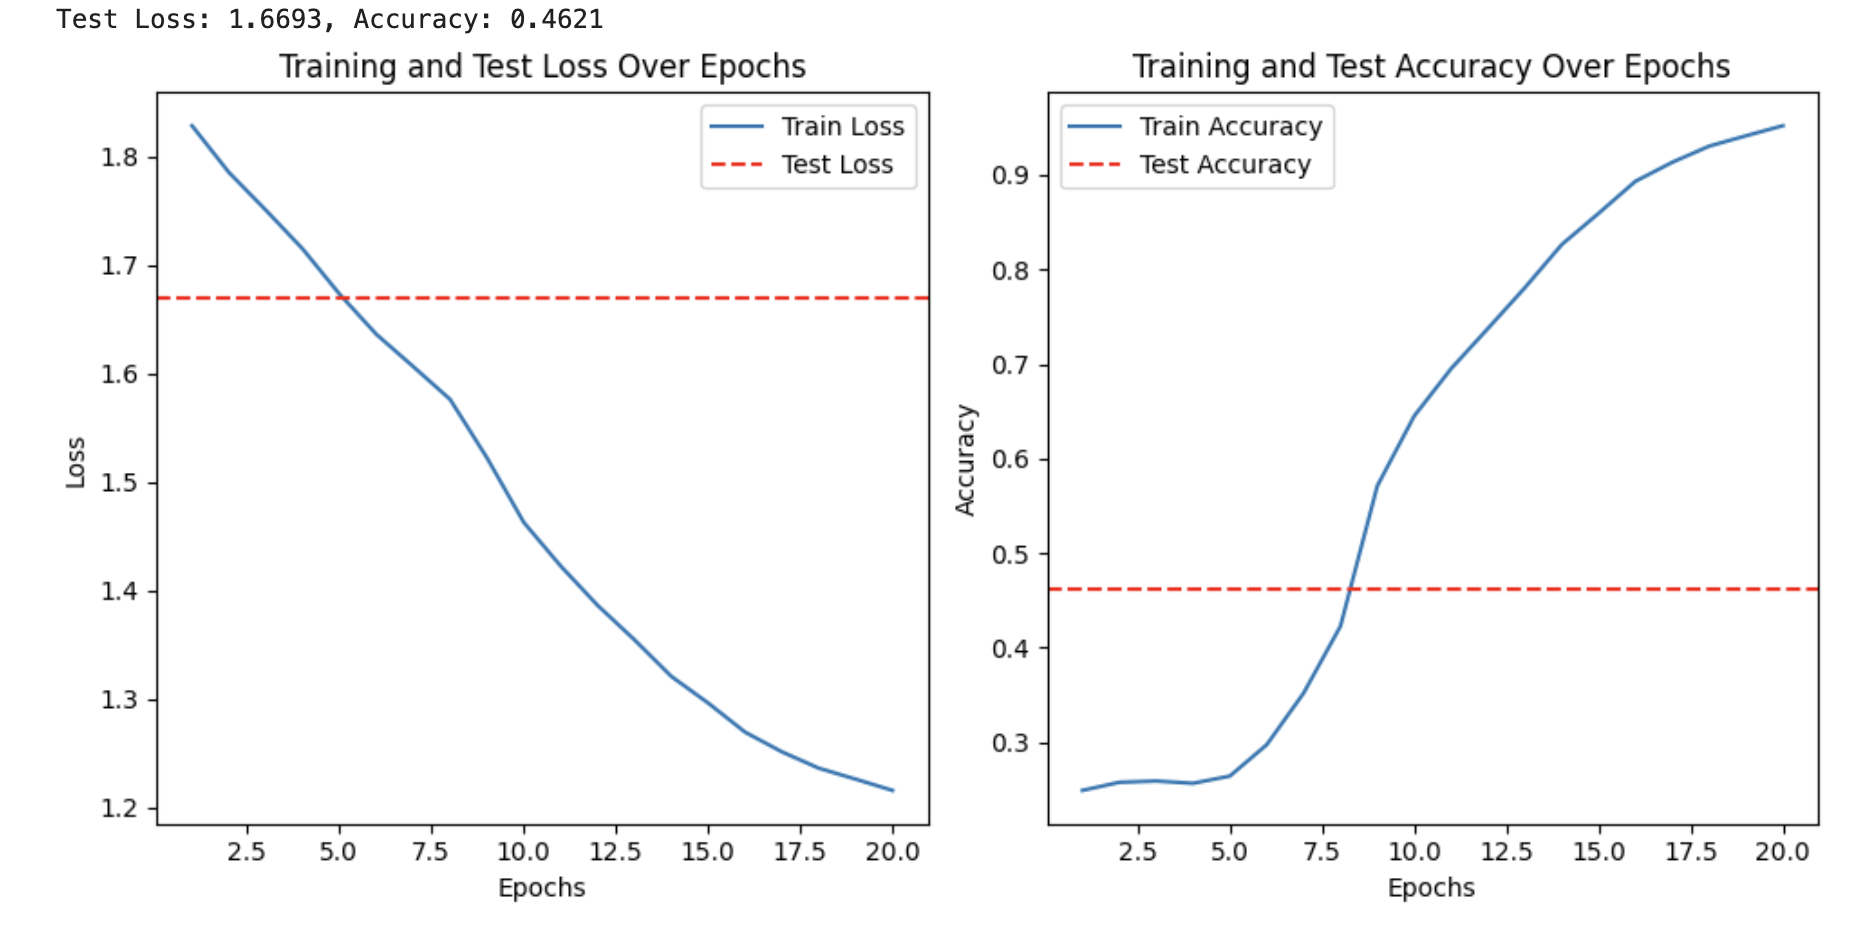 Test Loss: 1.6693, Accuracy: 0.4621
Training and Test Loss Over Epochs
Train Loss
Test Loss
1.8
1.7
1.6
1.5
1.4
1.3
1.2
Loss
2.5 5.0 7.5 10.0 12.5 15.0 17.5 20.0
Epochs
Training and Test Accuracy Over Epochs
Train Accuracy
Test Accuracy
0.9
0.8
0.7
0.6
0.5
0.4
0.3
Accuracy
2.5 5.0 7.5 10.0 12.5 15.0 17.5 20.0
Epochs